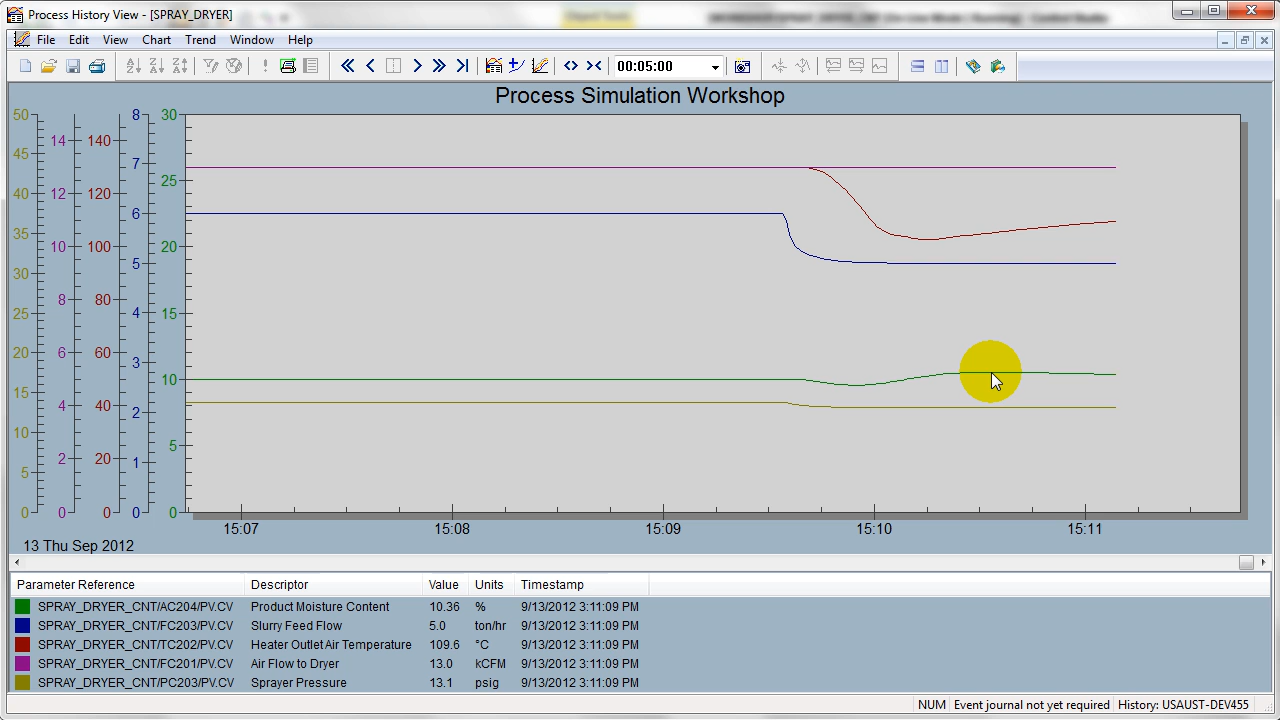 Process History View - [SPRAY_DRYER]
File Edit View Chart Trend Window Help
00:05:00
Process Simulation Workshop
50 45 40 35 30 25 20 15 10 5 0
14 12 10 8 6 4 2 0
140 120 100 80 60 40 20 0
8 7 6 5 4 3 2 1 0
30 25 20 15 10 5 0
15:07 15:08 15:09 15:10 15:11
13 Thu Sep 2012
Parameter Reference Descriptor Value Units Timestamp
SPRAY_DRYER_CNT/AC204/PV.CV Product Moisture Content 10.36 % 9/13/2012 3:11:09 PM
SPRAY_DRYER_CNT/FC203/PV.CV Slurry Feed Flow 5.0 ton/hr 9/13/2012 3:11:09 PM
SPRAY_DRYER_CNT/TC202/PV.CV Heater Outlet Air Temperature 109.6 °C 9/13/2012 3:11:09 PM
SPRAY_DRYER_CNT/FC201/PV.CV Air Flow to Dryer 13.0 kCFM 9/13/2012 3:11:09 PM
SPRAY_DRYER_CNT/PC203/PV.CV Sprayer Pressure 13.1 psig 9/13/2012 3:11:09 PM
NUM Event journal not yet required History: USAUST-DEV455